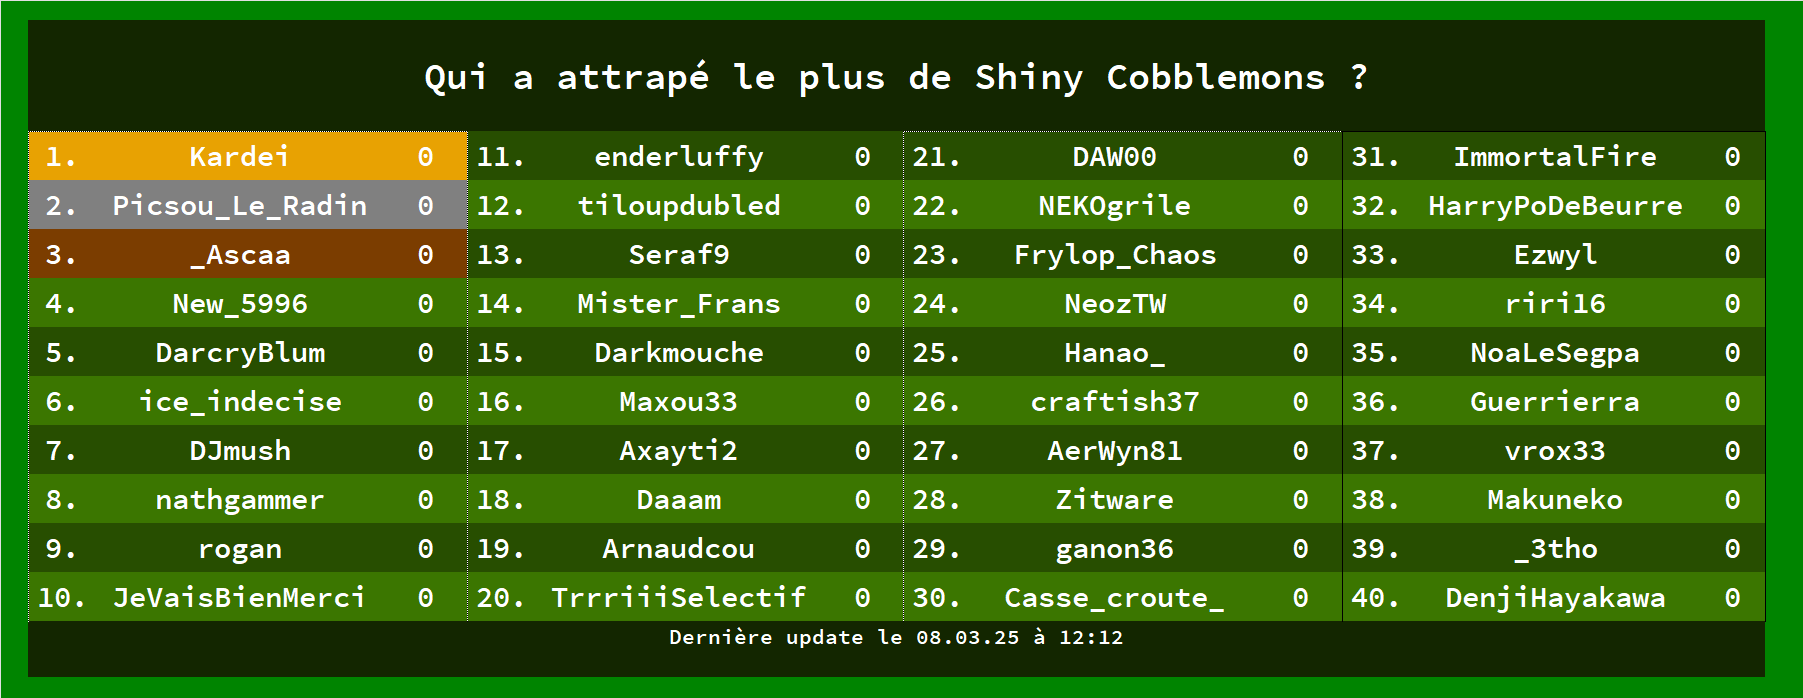 Qui a attrapé le plus de Shiny Cobblemons ?
1. Kardei 0 11. enderluffy 0 21. DAW00 0 31. ImmortalFire 0
2. Picsou_Le_Radin 0 12. tiloupdubled 0 22. NEKOgrile 0 32. HarryPoDeBeurre 0
3. _Ascaa 0 13. Seraf9 0 23. Frylop_Chaos 0 33. Ezwyl 0
4. New_5996 0 14. Mister_Frans 0 24. NeozTW 0 34. riri16 0
5. DarcryBlum 0 15. Darkmouche 0 25. Hanao_ 0 35. NoaLeSegpa 0
6. ice_indecise 0 16. Maxou33 0 26. craftish37 0 36. Guerrierra 0
7. DJmush 0 17. Axayti2 0 27. AerWyn81 0 37. vrox33 0
8. nathgammer 0 18. Daaam 0 28. Zitware 0 38. Makuneko 0
9. rogan 0 19. Arnaudcou 0 29. ganon36 0 39. _3tho 0
10. JeVaisBienMerci 0 20. TrrriiiSelectif 0 30. Casse_croute_ 0 40. DenjiHayakawa 0
Dernière update le 08.03.25 à 12:12